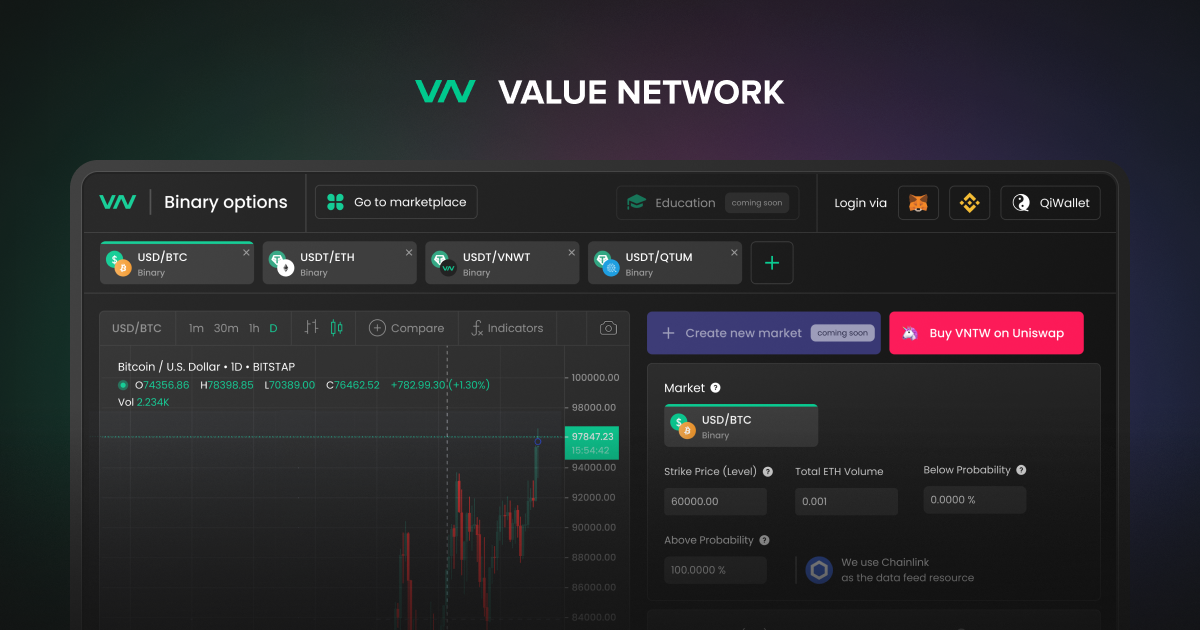 VALUE NETWORK
Binary options
Go to marketplace
Education coming soon
Login via
QiWallet
USD/BTC
Binary
USDT/ETH
Binary
USDT/VNWT
Binary
USDT/QTUM
Binary
USD/BTC 1m 30m 1h D Compare Indicators
Create new market coming soon
Buy VNTW on Uniswap
Bitcoin / U.S. Dollar • 1D • BITSTAP
O74356.86 H78398.85 L70389.00 C76462.52 +782.99.30 (+1.30%)
Vol 2.234K
100000.00
98000.00
97847.23
15:54:42
94000.00
92000.00
90000.00
88000.00
86000.00
84000.00
Market
USD/BTC
Binary
Strike Price (Level)
60000.00
Total ETH Volume
0.001
Below Probability
0.0000 %
Above Probability
100.0000 %
We use Chainlink
as the data feed resource